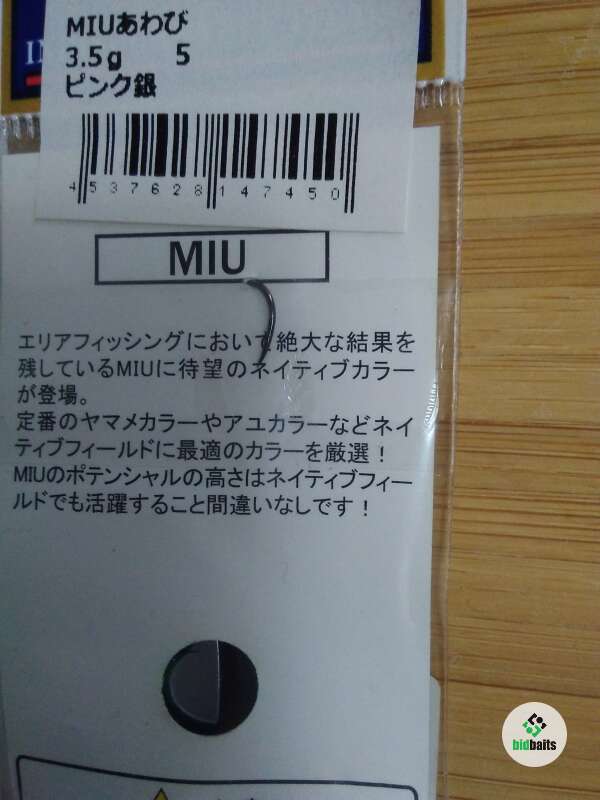 MIUあわび
3.5g 5
ピンク銀
4 537628 147450
MIU
エリアフィッシングにおいて絶大な結果を
残しているMIUに待望のネイティブカラー
が登場。
定番のヤマメカラーやアユカラーなどネイ
ティブフィールドに最適のカラーを厳選！
MIUのポテンシャルの高さはネイティブフィー
ルドでも活躍すること間違いなしです！
bidbaits